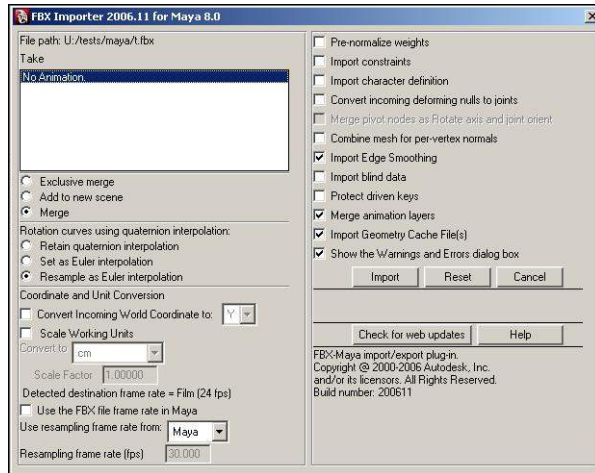 FBX Importer 2006.11 for Maya 8.0
File path: U:/tests/maya/t.fbx
Take
No Animation.
Exclusive merge
Add to new scene
Merge
Rotation curves using quaternion interpolation:
Retain quaternion interpolation
Set as Euler interpolation
Resample as Euler interpolation
Coordinate and Unit Conversion
Convert Incoming World Coordinate to: Y
Scale Working Units
Convert to cm
Scale Factor 1.00000
Detected destination frame rate = Film (24 fps)
Use the FBX file frame rate in Maya
Use resampling frame rate from: Maya
Resampling frame rate (fps) 30.000
Pre-normalize weights
Import constraints
Import character definition
Convert incoming deforming nulls to joints
Merge pivot nodes as Rotate axis and joint orient
Combine mesh for per-vertex normals
Import Edge Smoothing
Import blind data
Protect driven keys
Merge animation layers
Import Geometry Cache File(s)
Show the Warnings and Errors dialog box
Import Reset Cancel
Check for web updates Help
FBX-Maya import/export plug-in.
Copyright @ 2000-2006 Autodesk, Inc.
and/or its licensors. All Rights Reserved.
Build number: 200611